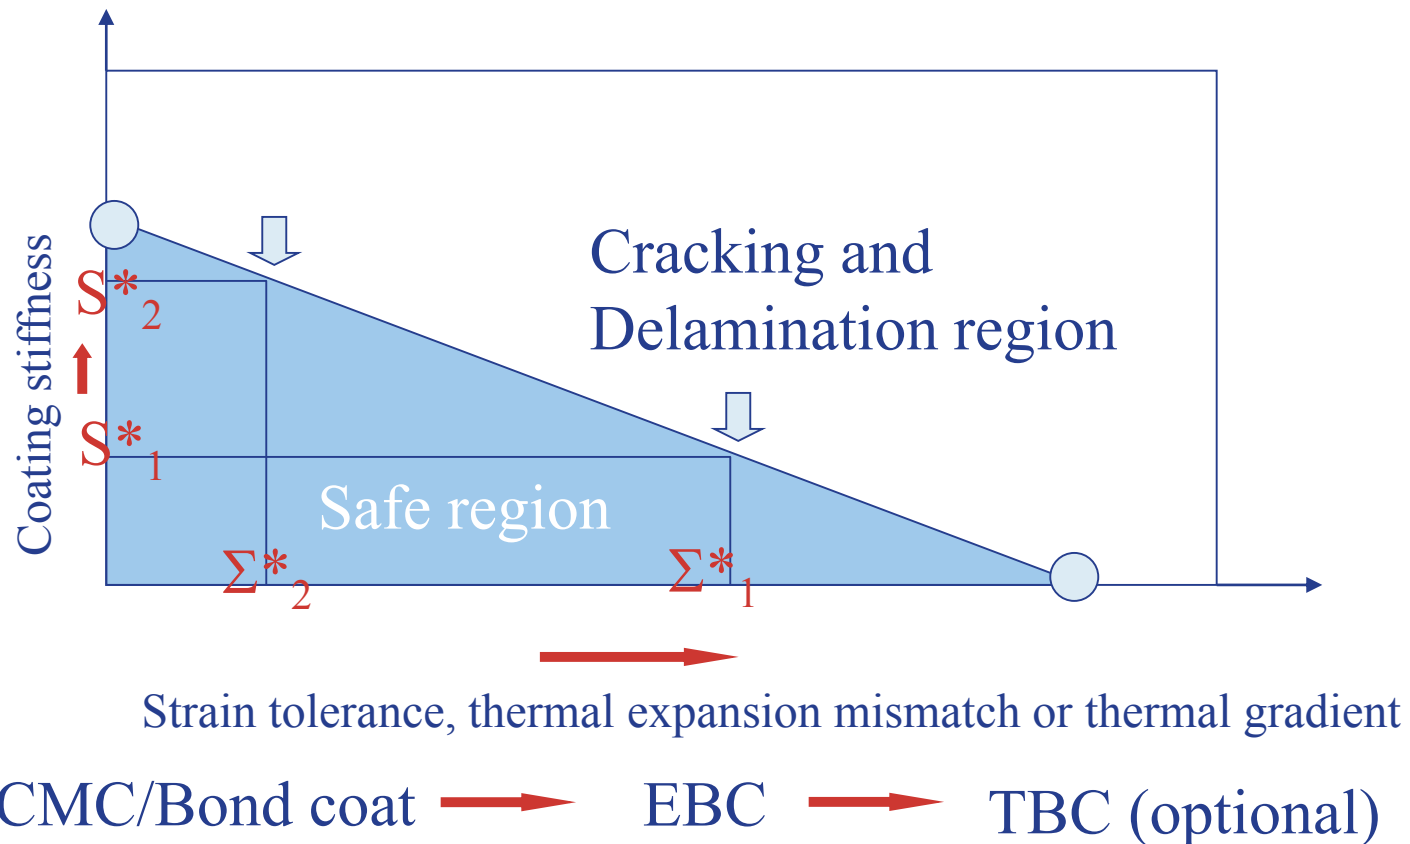 Coating stiffness
S*2
S*1
Cracking and
Delamination region
Safe region
Σ*2
Σ*1
Strain tolerance, thermal expansion mismatch or thermal gradient
CMC/Bond coat
EBC
TBC (optional)